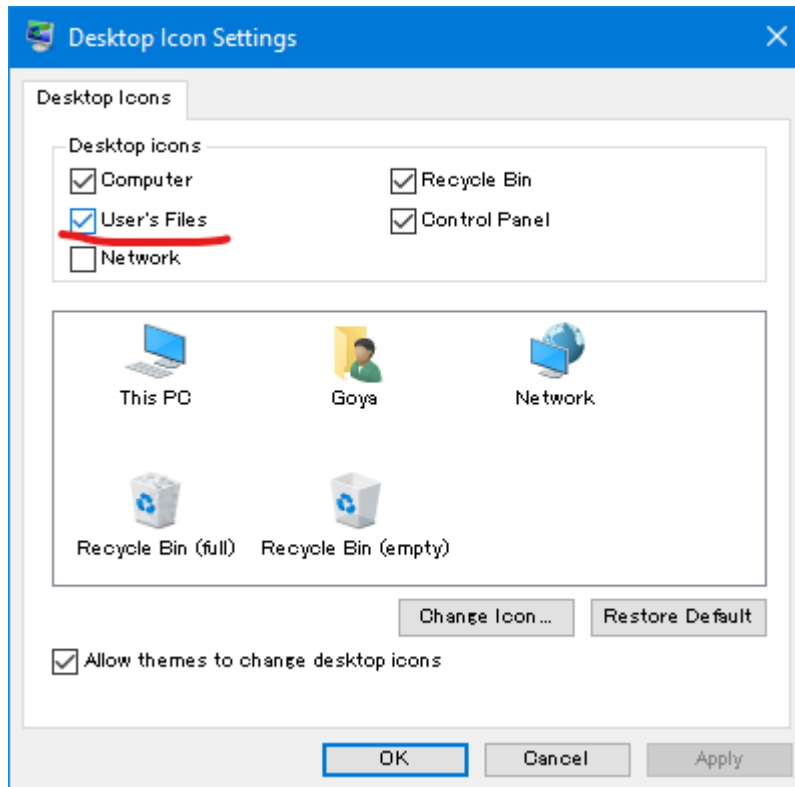 Desktop Icon Settings
Desktop Icons
Desktop icons
Computer
Recycle Bin
User's Files
Control Panel
Network
This PC
Goya
Network
Recycle Bin (full)
Recycle Bin (empty)
Change Icon...
Restore Default
Allow themes to change desktop icons
OK
Cancel
Apply